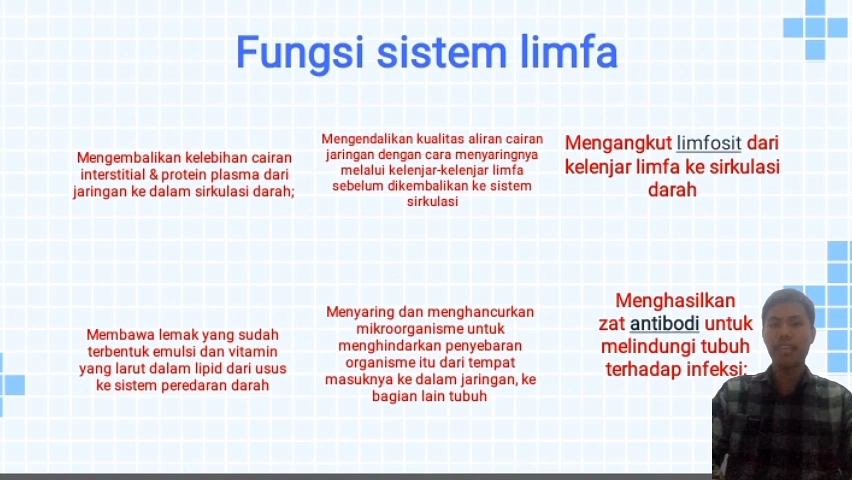 Fungsi sistem limfa
Mengembalikan kelebihan cairan
interstitial & protein plasma dari
jaringan ke dalam sirkulasi darah;
Mengendalikan kualitas aliran cairan
jaringan dengan cara menyaringnya
melalui kelenjar-kelenjar limfa
sebelum dikembalikan ke sistem
sirkulasi
Mengangkut limfosit dari
kelenjar limfa ke sirkulasi
darah
Membawa lemak yang sudah
terbentuk emulsi dan vitamin
yang larut dalam lipid dari usus
ke sistem peredaran darah
Menyaring dan menghancurkan
mikroorganisme untuk
menghindarkan penyebaran
organisme itu dari tempat
masuknya ke dalam jaringan, ke
bagian lain tubuh
Menghasilkan
zat antibodi untuk
melindungi tubuh
terhadap infeksi;